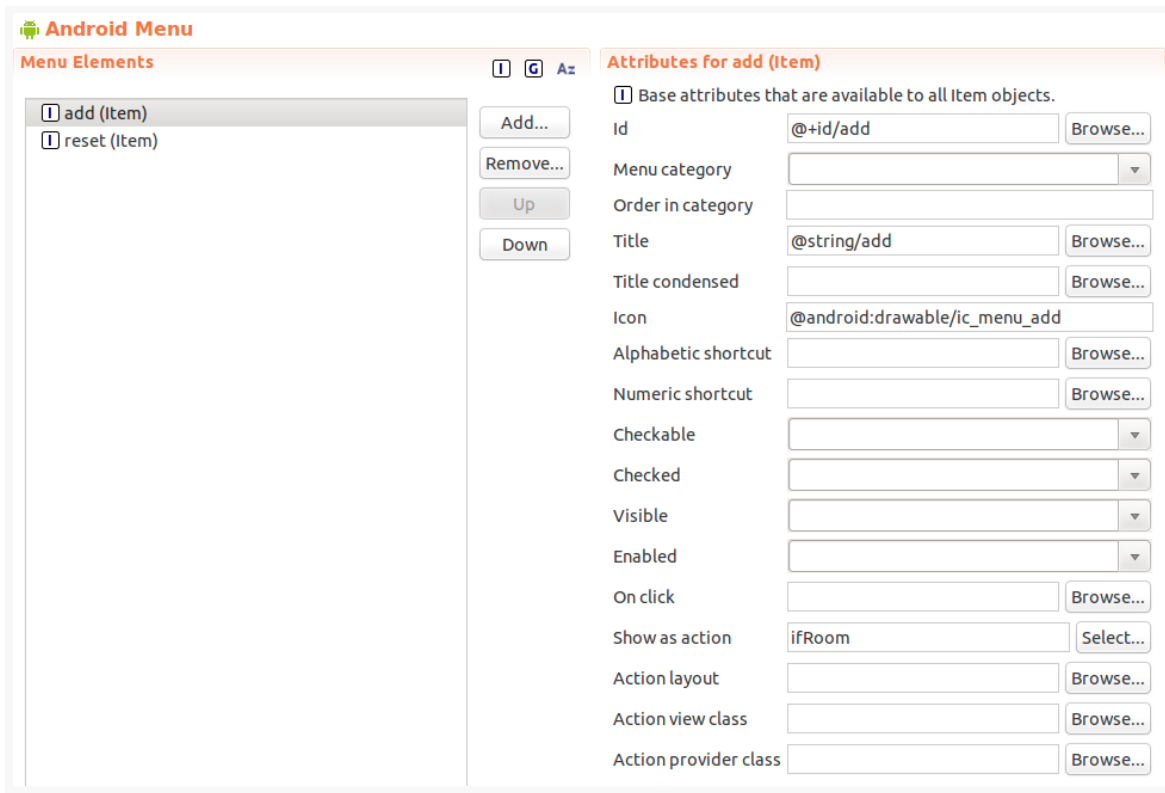 Android Menu
Menu Elements
I G Az
I add (Item)
I reset (Item)
Add...
Remove...
Up
Down
Attributes for add (Item)
I Base attributes that are available to all Item objects.
Id @+id/add Browse...
Menu category
Order in category
Title @string/add Browse...
Title condensed Browse...
Icon @android:drawable/ic_menu_add
Alphabetic shortcut Browse...
Numeric shortcut Browse...
Checkable
Checked
Visible
Enabled
On click Browse...
Show as action ifRoom Select...
Action layout Browse...
Action view class Browse...
Action provider class Browse...